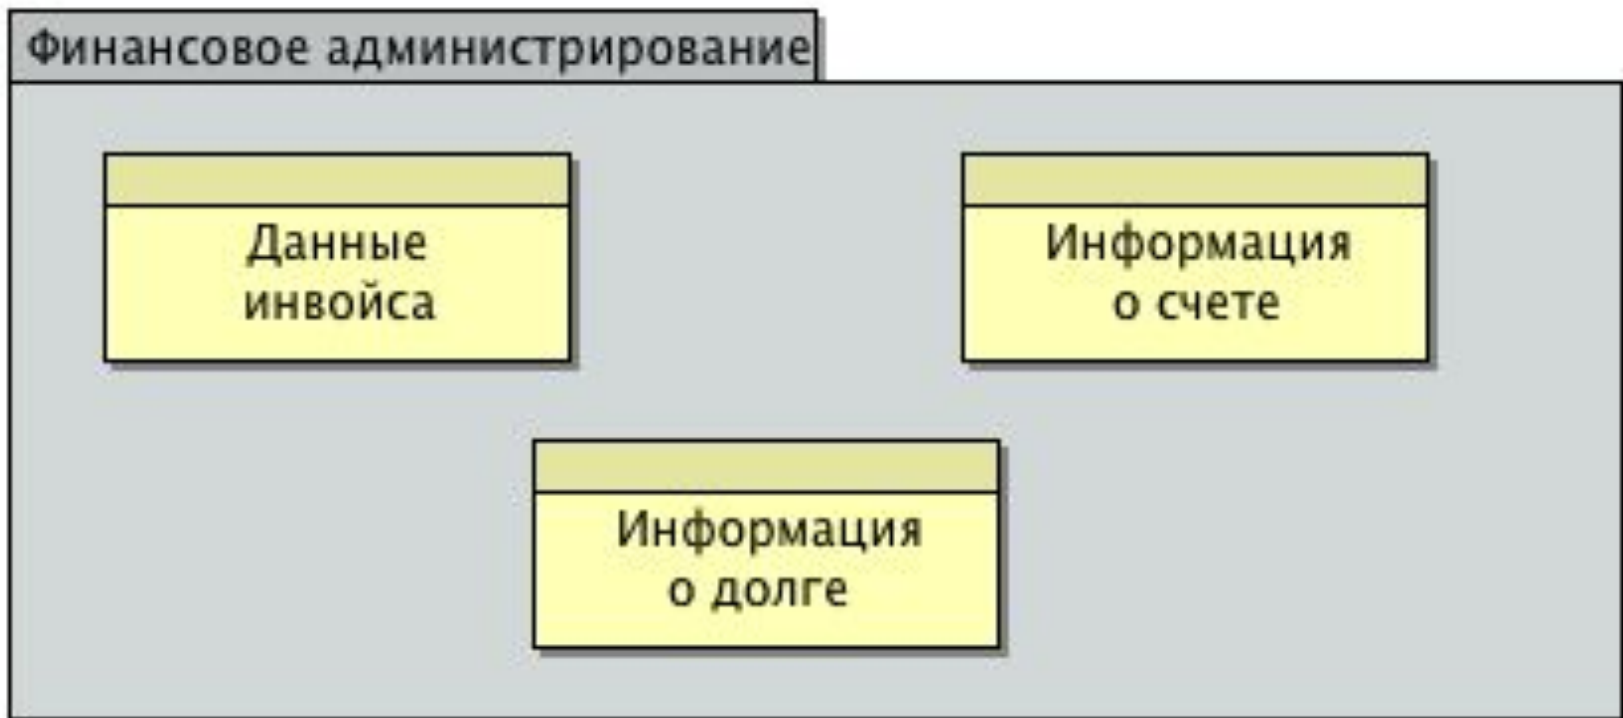 Финансовое администрирование
Данные
инвойса
Информация
о счете
Информация
о долге